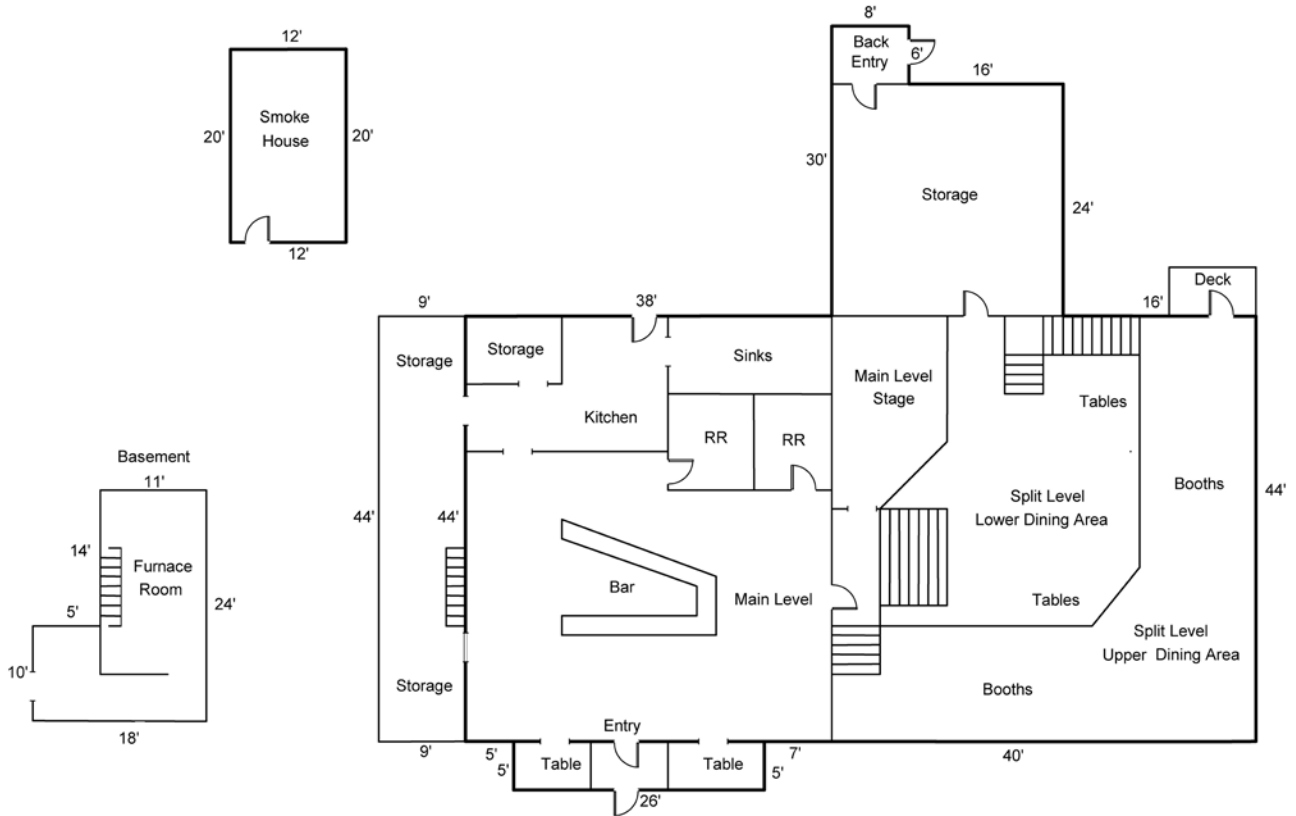 8'
Back
Entry
6'
16'
12'
Smoke
House
20'
20'
12'
30'
Storage
24'
Deck
16'
9'
38'
Storage
Storage
Sinks
Main Level
Stage
Tables
Kitchen
RR
RR
Booths
44'
44'
44'
Split Level
Lower Dining Area
Basement
11'
14'
Furnace
Room
24'
5'
10'
18'
Bar
Main Level
Tables
Split Level
Upper Dining Area
Storage
Booths
Entry
9'
5'
5'
Table
26'
Table
5'
7'
40'